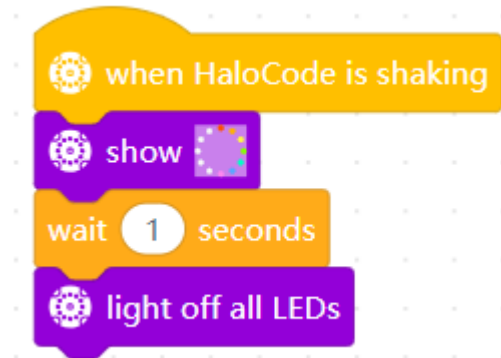 when HaloCode is shaking
show
wait 1 seconds
light off all LEDs